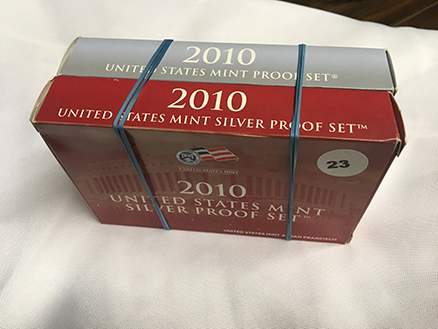 2010
UNITED STATES MINT PROOF SET®
2010
UNITED STATES MINT SILVER PROOF SET™
UNITED STATES MINT
23
2010
UNITED STATES MINT
SILVER PROOF SET™
UNITED STATES MINT SAN FRANCISCO